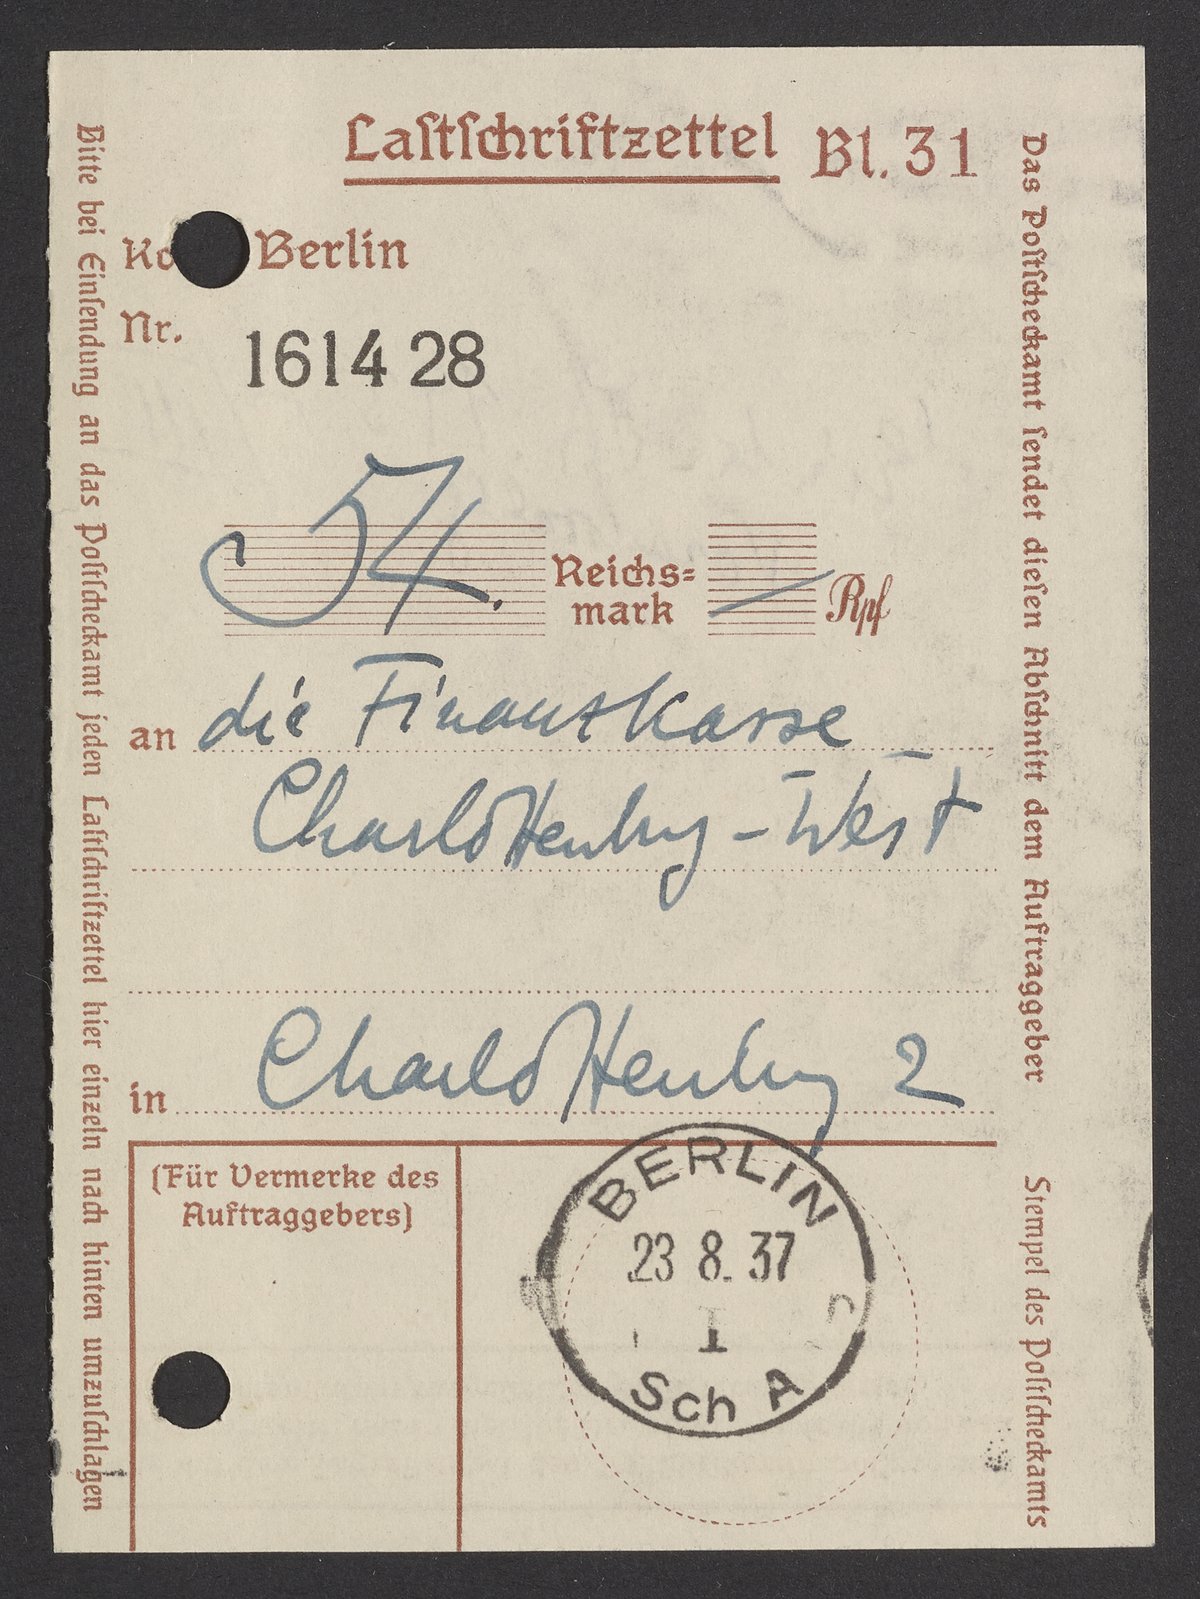 Laſtſchriftzettel Bl. 31
Ko Berlin
Nr.
1614 28
54. Reichs=
mark — Rpf
an die Finanzkasse
Charlottenburg-West
in Charlottenburg 2
(Für Vermerke des
Auftraggebers)
BERLIN
23 8. 37
1
Sch A
Bitte bei Einſendung an das Poſtſcheckamt jeden Laſtſchriftzettel hier einzeln nach hinten umzuſchlagen
Das Poſtſcheckamt ſendet dieſen Abſchnitt dem Auftraggeber
Stempel des Poſtſcheckamts